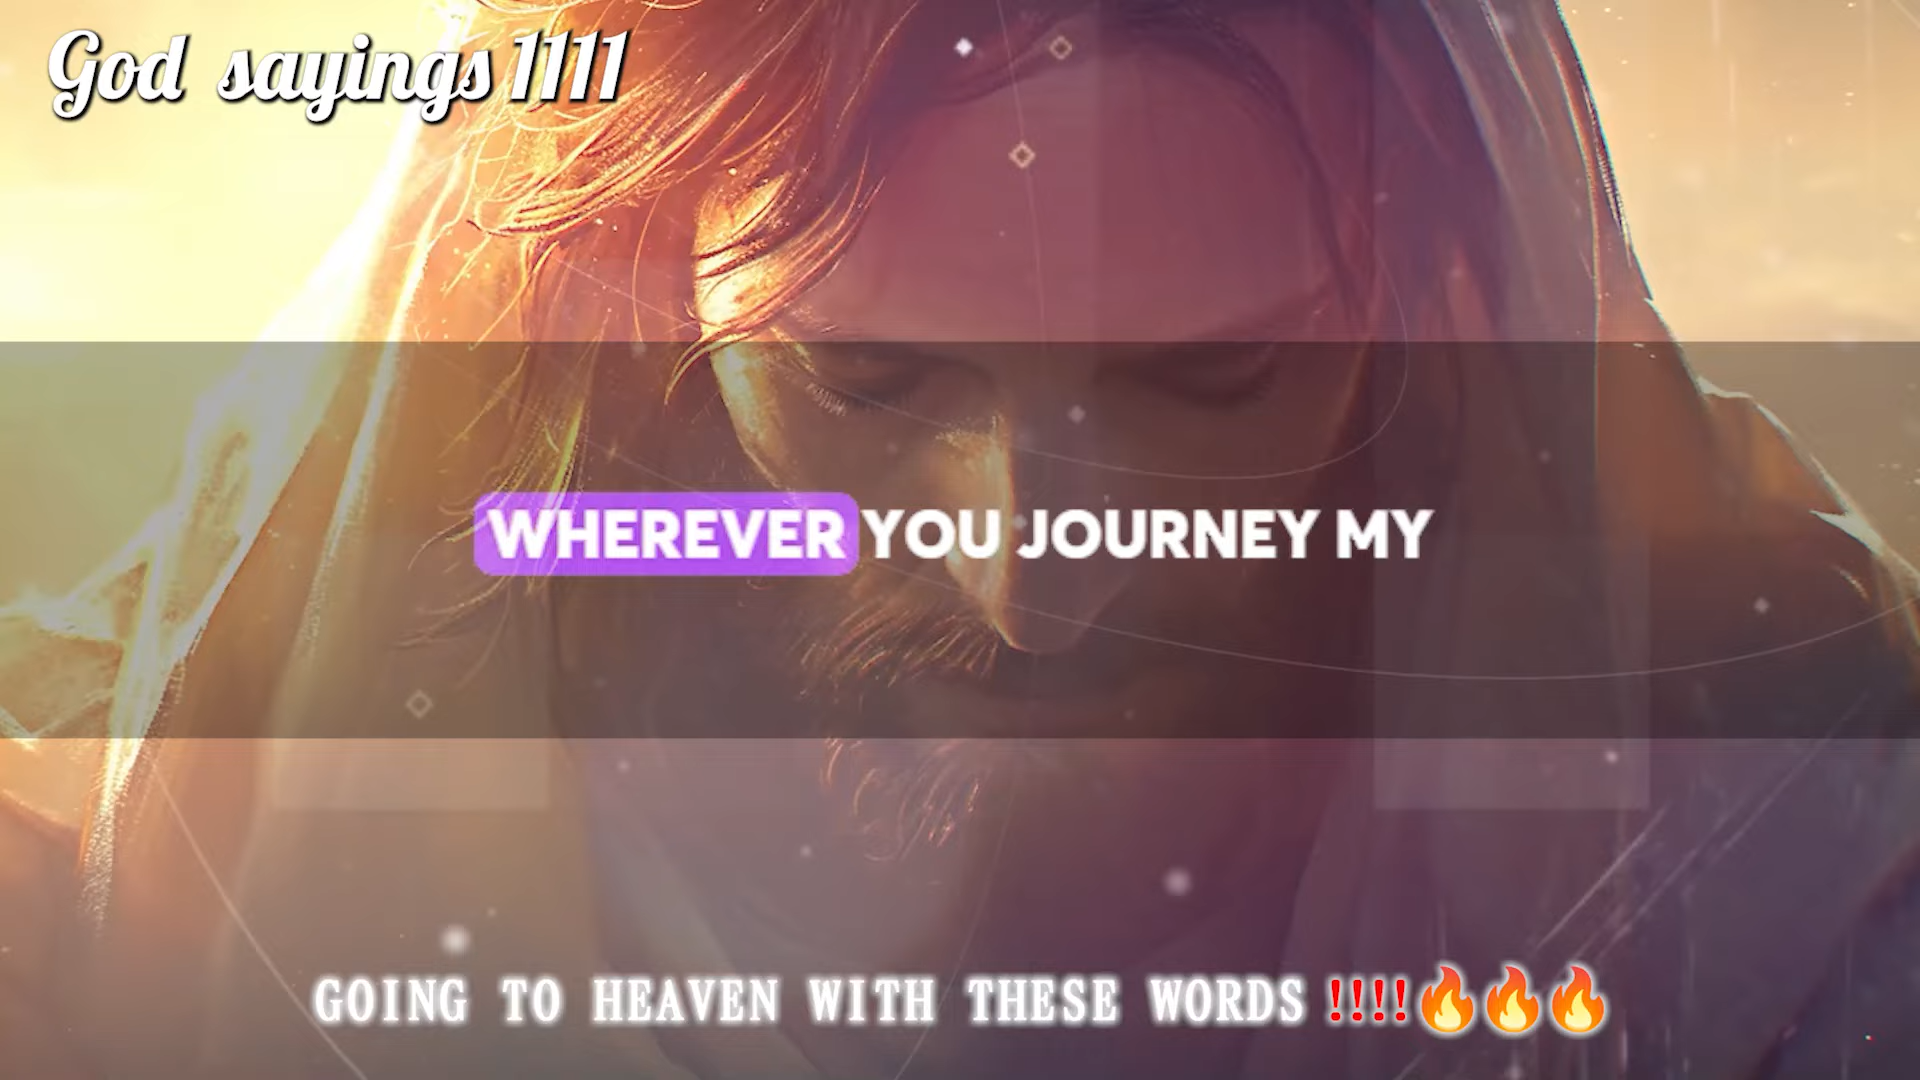 God sayings 1111
WHEREVER YOU JOURNEY MY
GOING TO HEAVEN WITH THESE WORDS !!!!🔥🔥🔥